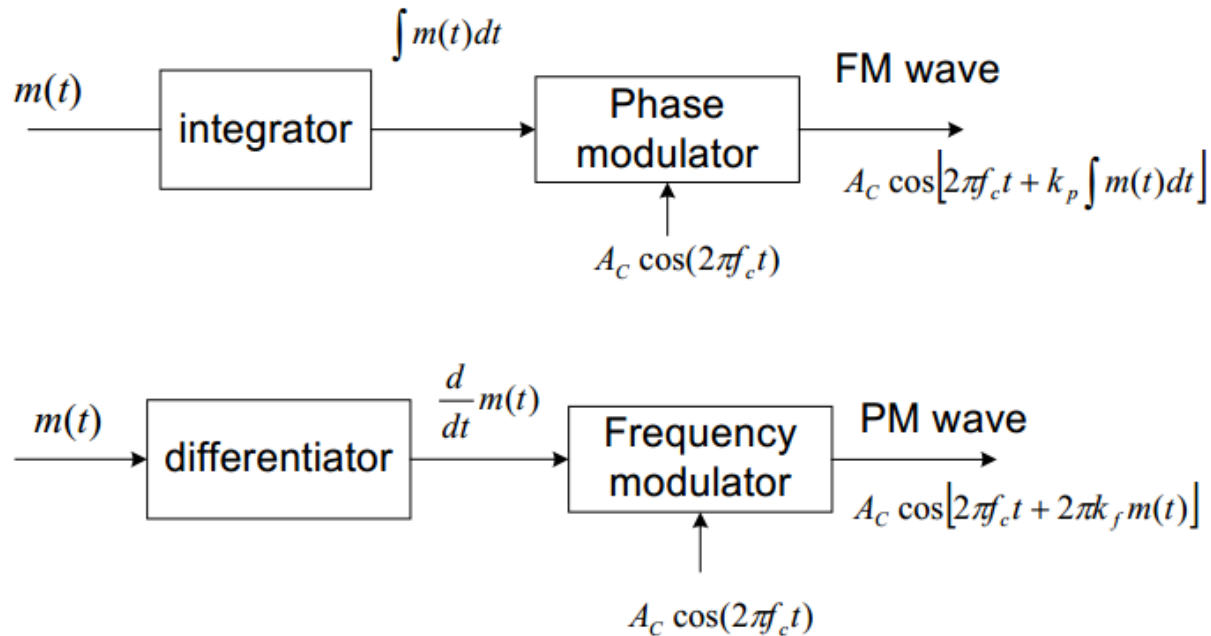 ∫ m(t)dt
m(t)
integrator
Phase
modulator
FM wave
A_C cos⌊2πf_c t + k_p ∫ m(t)dt⌋
A_C cos(2πf_c t)
m(t)
differentiator
d/dt m(t)
Frequency
modulator
PM wave
A_C cos⌊2πf_c t + 2πk_f m(t)⌋
A_C cos(2πf_c t)